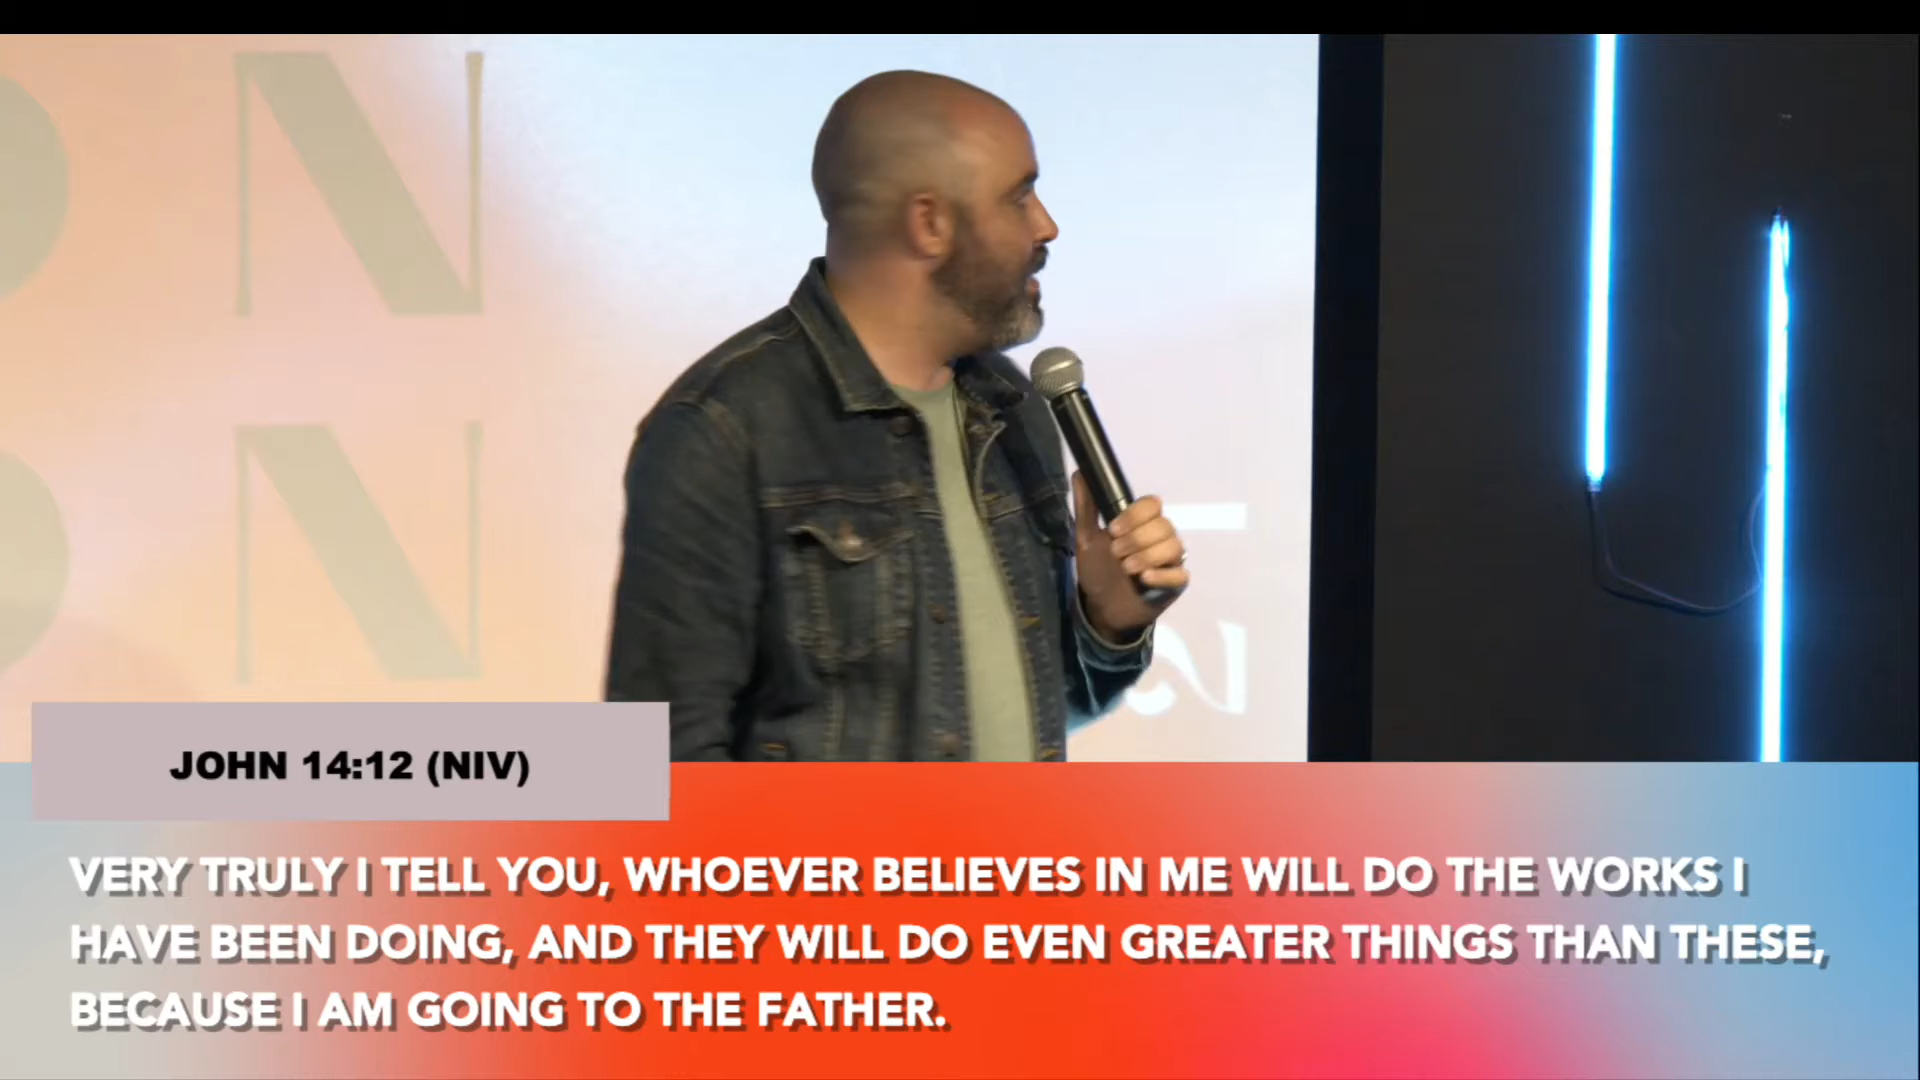 N
N
JOHN 14:12 (NIV)
VERY TRULY I TELL YOU, WHOEVER BELIEVES IN ME WILL DO THE WORKS I
HAVE BEEN DOING, AND THEY WILL DO EVEN GREATER THINGS THAN THESE,
BECAUSE I AM GOING TO THE FATHER.